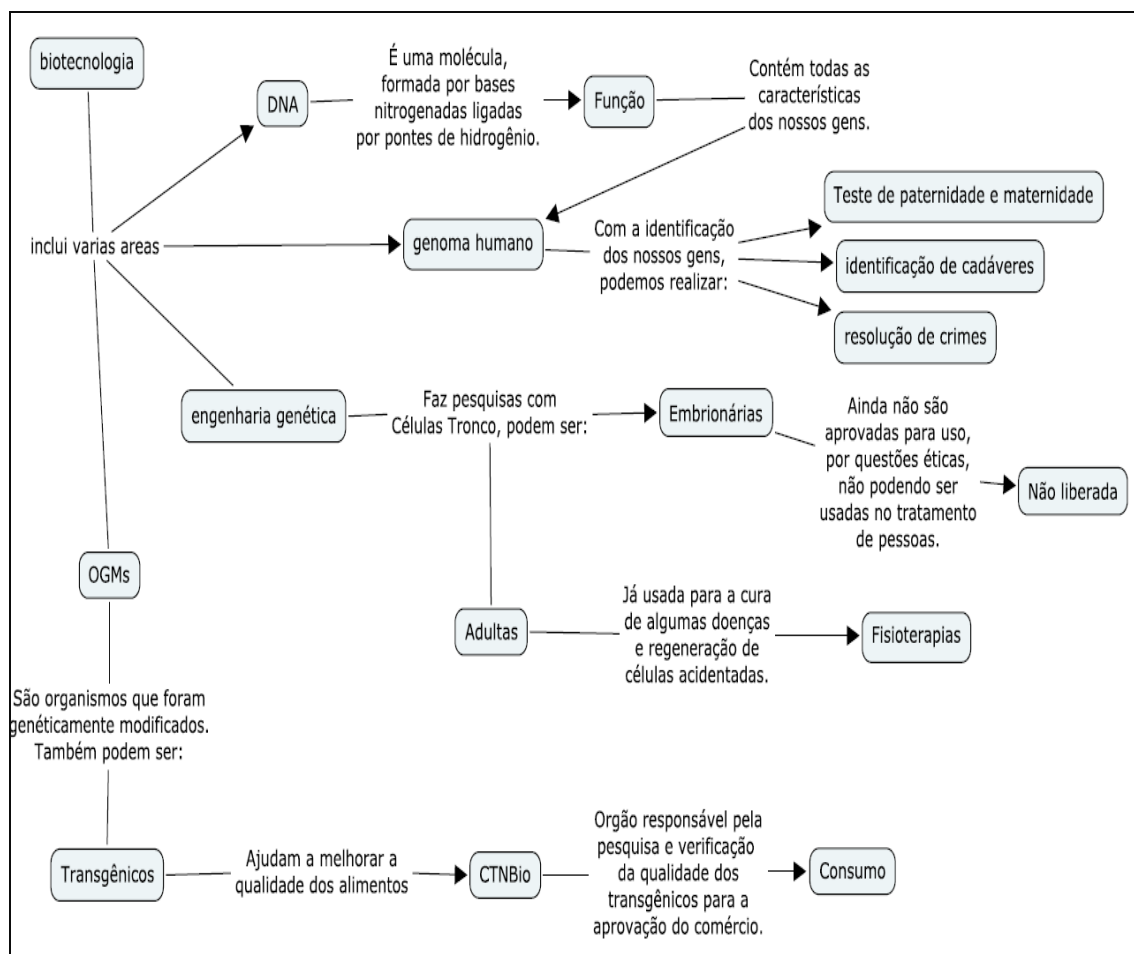 biotecnologia
DNA
É uma molécula,
formada por bases
nitrogenadas ligadas
por pontes de hidrogênio.
Função
Contém todas as
características
dos nossos gens.
inclui varias areas
genoma humano
Com a identificação
dos nossos gens,
podemos realizar:
Teste de paternidade e maternidade
identificação de cadáveres
resolução de crimes
engenharia genética
Faz pesquisas com
Células Tronco, podem ser:
Embrionárias
Ainda não são
aprovadas para uso,
por questões éticas,
não podendo ser
usadas no tratamento
de pessoas.
Não liberada
OGMs
Adultas
Já usada para a cura
de algumas doenças
e regeneração de
células acidentadas.
Fisioterapias
São organismos que foram
genéticamente modificados.
Também podem ser:
Transgênicos
Ajudam a melhorar a
qualidade dos alimentos
CTNBio
Orgão responsável pela
pesquisa e verificação
da qualidade dos
transgênicos para a
aprovação do comércio.
Consumo